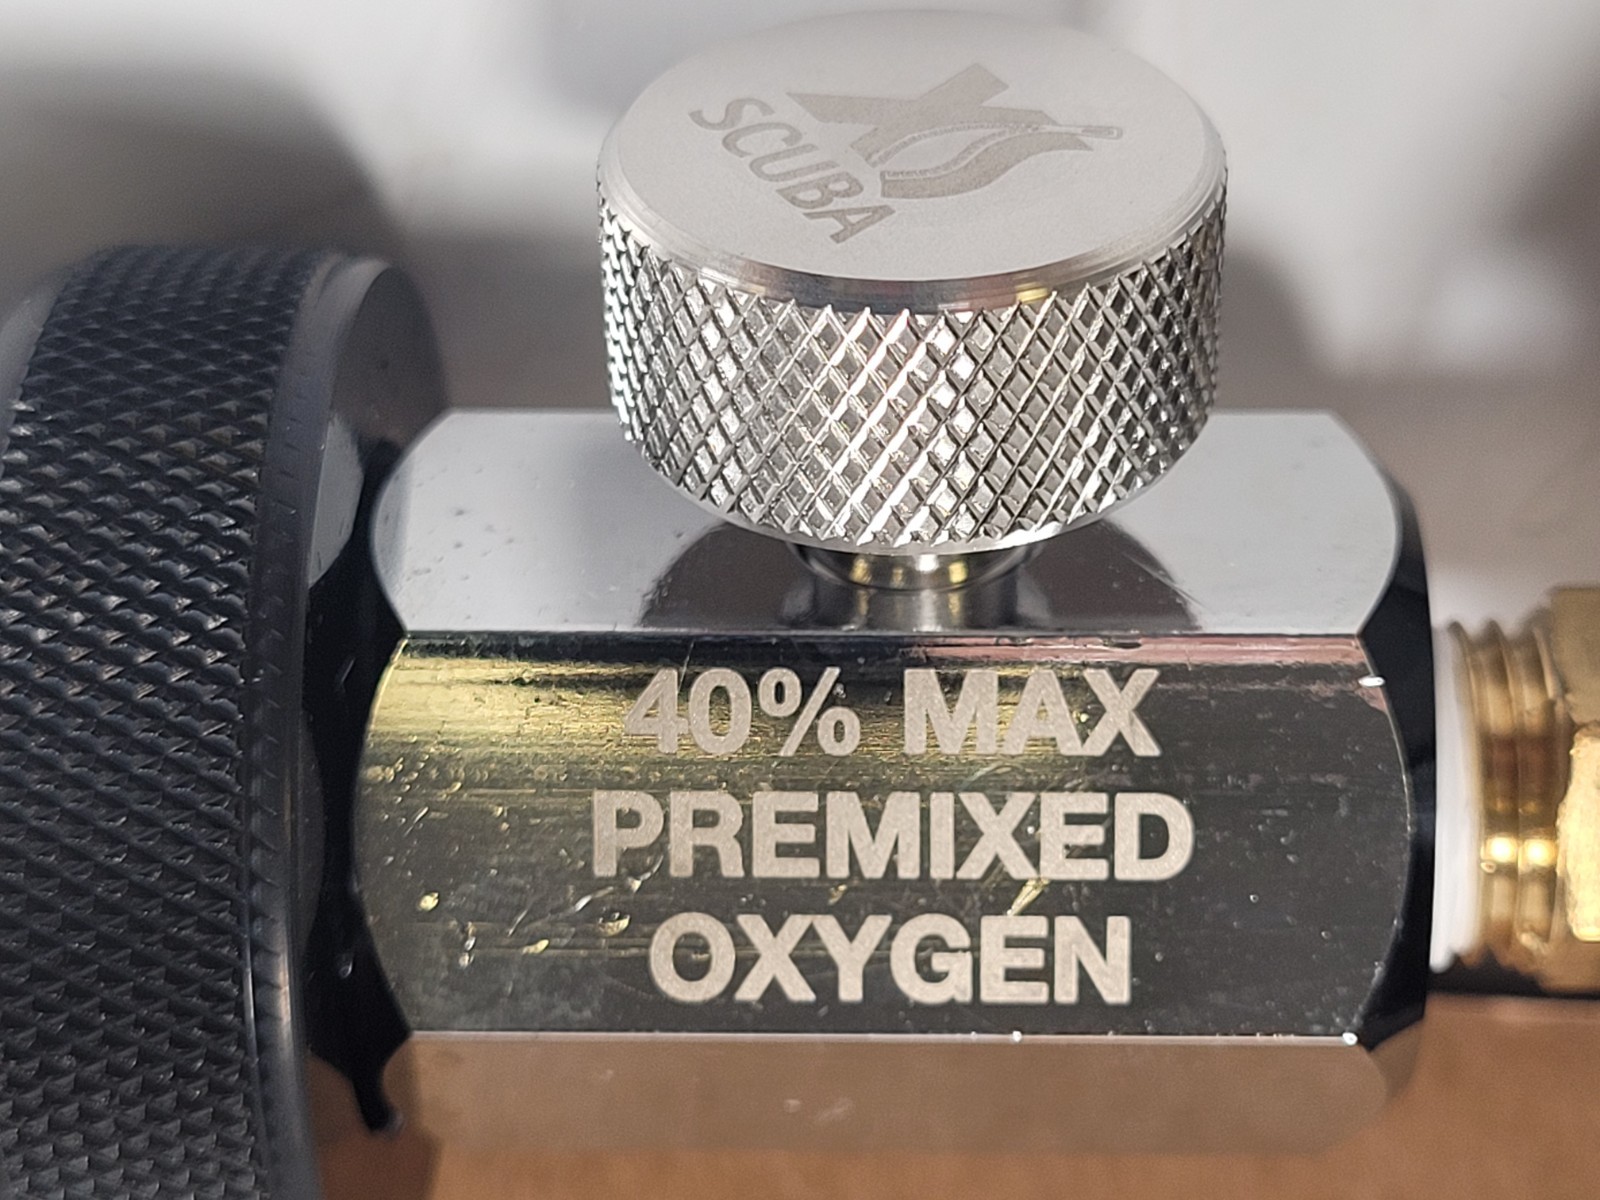 SCUBA
40% MAX
PREMIXED
OXYGEN